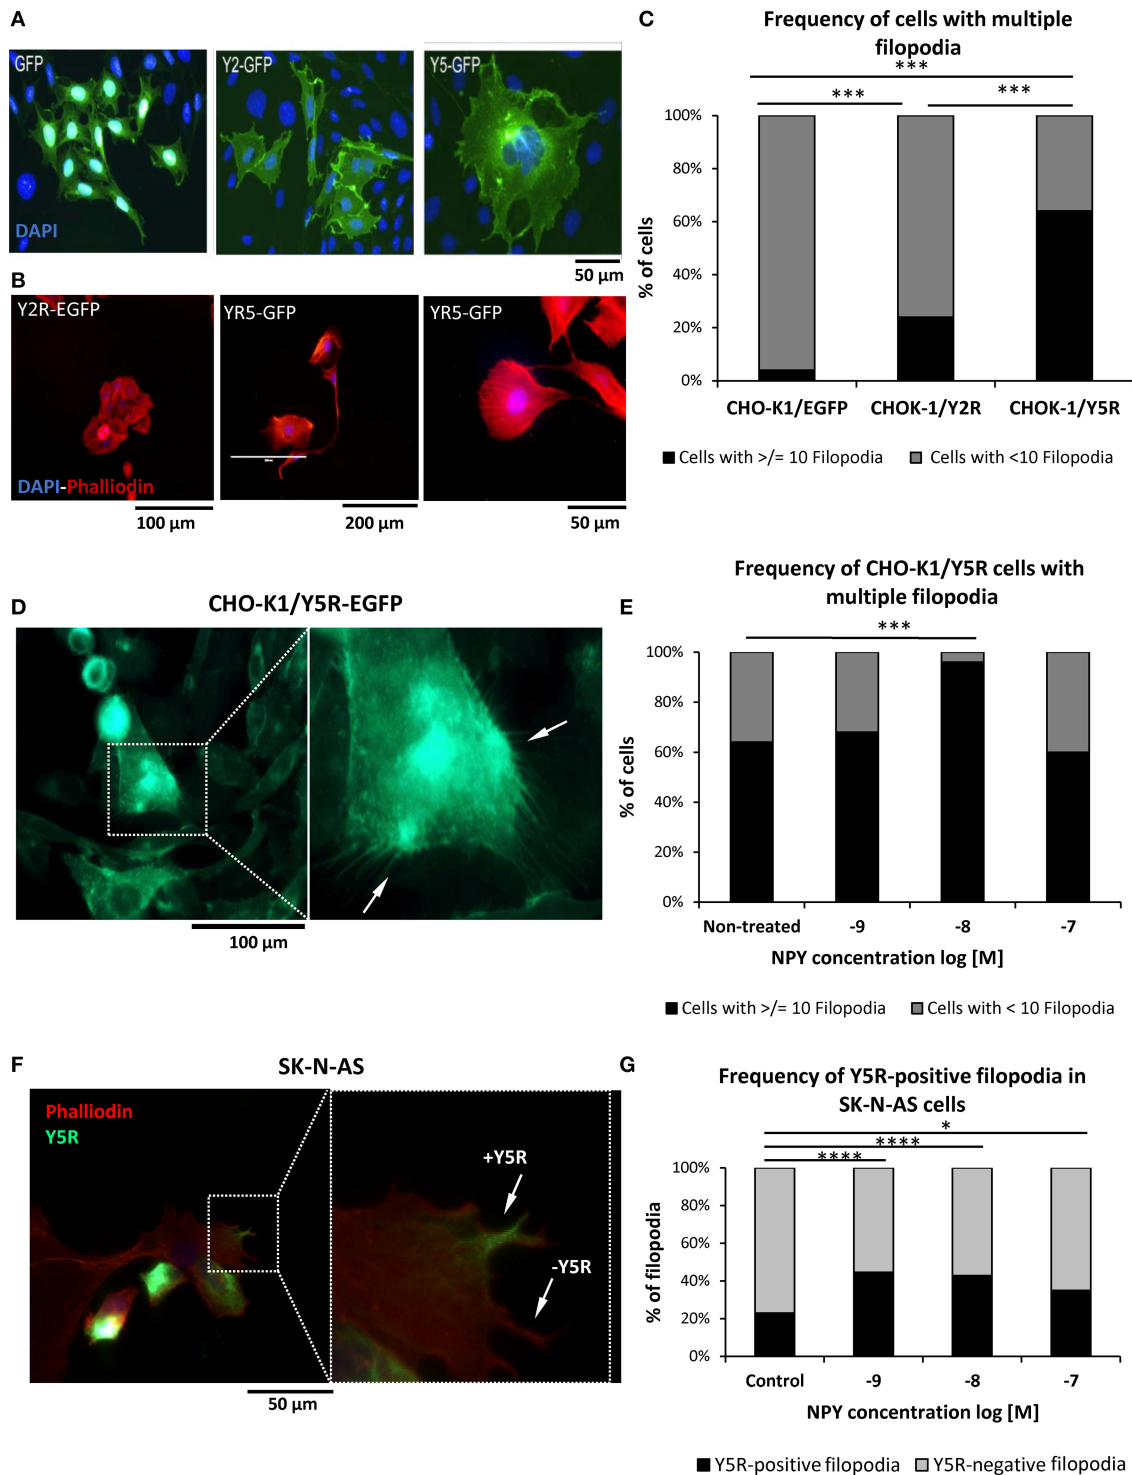 A
GFP
DAPI
Y2-GFP
Y5-GFP
50 µm
B
Y2R-EGFP
YR5-GFP
YR5-GFP
DAPI-Phalliodin
100 µm
200 µm
50 µm
C
Frequency of cells with multiple
filopodia
***
***
***
100%
80%
60%
40%
20%
0%
% of cells
CHO-K1/EGFP
CHOK-1/Y2R
CHOK-1/Y5R
Cells with >/= 10 Filopodia
Cells with <10 Filopodia
D
CHO-K1/Y5R-EGFP
100 µm
E
Frequency of CHO-K1/Y5R cells with
multiple filopodia
***
100%
80%
60%
40%
20%
0%
% of cells
Non-treated
-9
-8
-7
NPY concentration log [M]
Cells with >/= 10 Filopodia
Cells with < 10 Filopodia
F
SK-N-AS
Phalliodin
Y5R
+Y5R
-Y5R
50 µm
G
Frequency of Y5R-positive filopodia in
SK-N-AS cells
*
****
****
100%
80%
60%
40%
20%
0%
% of filopodia
Control
-9
-8
-7
NPY concentration log [M]
Y5R-positive filopodia
Y5R-negative filopodia